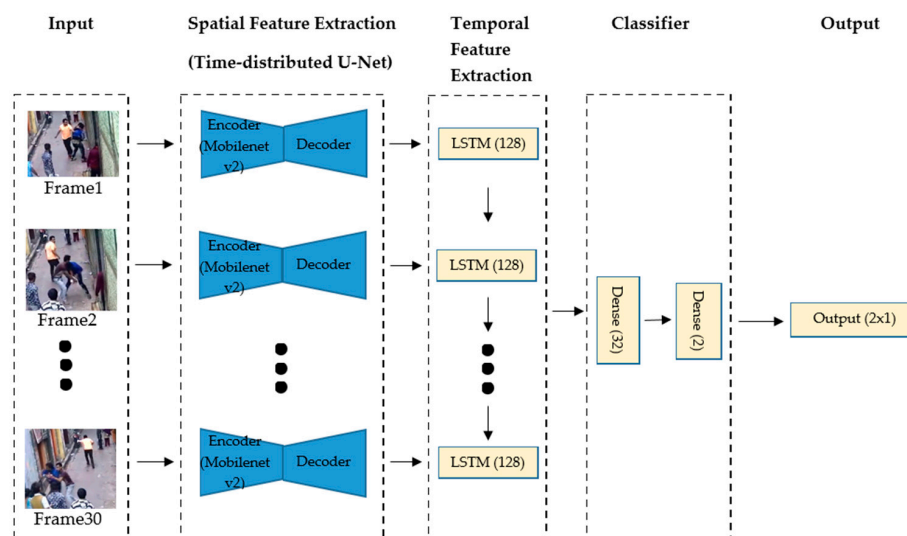 Input
Spatial Feature Extraction
(Time-distributed U-Net)
Temporal
Feature
Extraction
Classifier
Output
Frame1
Encoder
(Mobilenet
v2)
Decoder
LSTM (128)
Frame2
Encoder
(Mobilenet
v2)
Decoder
LSTM (128)
Dense (32)
Dense (2)
Output (2x1)
Frame30
Encoder
(Mobilenet
v2)
Decoder
LSTM (128)